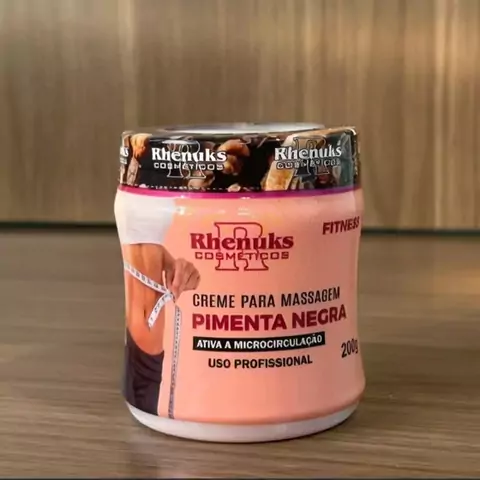 Rhenuks
COSMÉTICOS
Rhenuks
COSMÉTICOS
FITNESS
Rhenuks
COSMÉTICOS
CREME PARA MASSAGEM
PIMENTA NEGRA
ATIVA A MICROCIRCULAÇÃO
200g
USO PROFISSIONAL